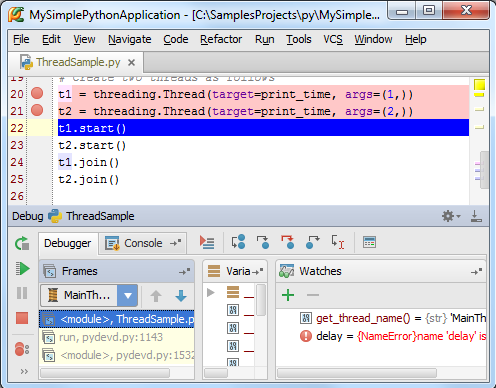 MySimplePythonApplication - [C:\SamplesProjects\py\MySimple...
File Edit View Navigate Code Refactor Run Tools VCS Window Help
ThreadSample.py
19 # Create two threads as follows
20 t1 = threading.Thread(target=print_time, args=(1,))
21 t2 = threading.Thread(target=print_time, args=(2,))
22 t1.start()
23 t2.start()
24 t1.join()
25 t2.join()
26
Debug ThreadSample
Debugger Console
Frames Varia Watches
MainTh...
<module>, ThreadSample.p
run, pydevd.py:1143
<module>, pydevd.py:1532
get_thread_name() = {str} 'MainTh
delay = {NameError}name 'delay' is